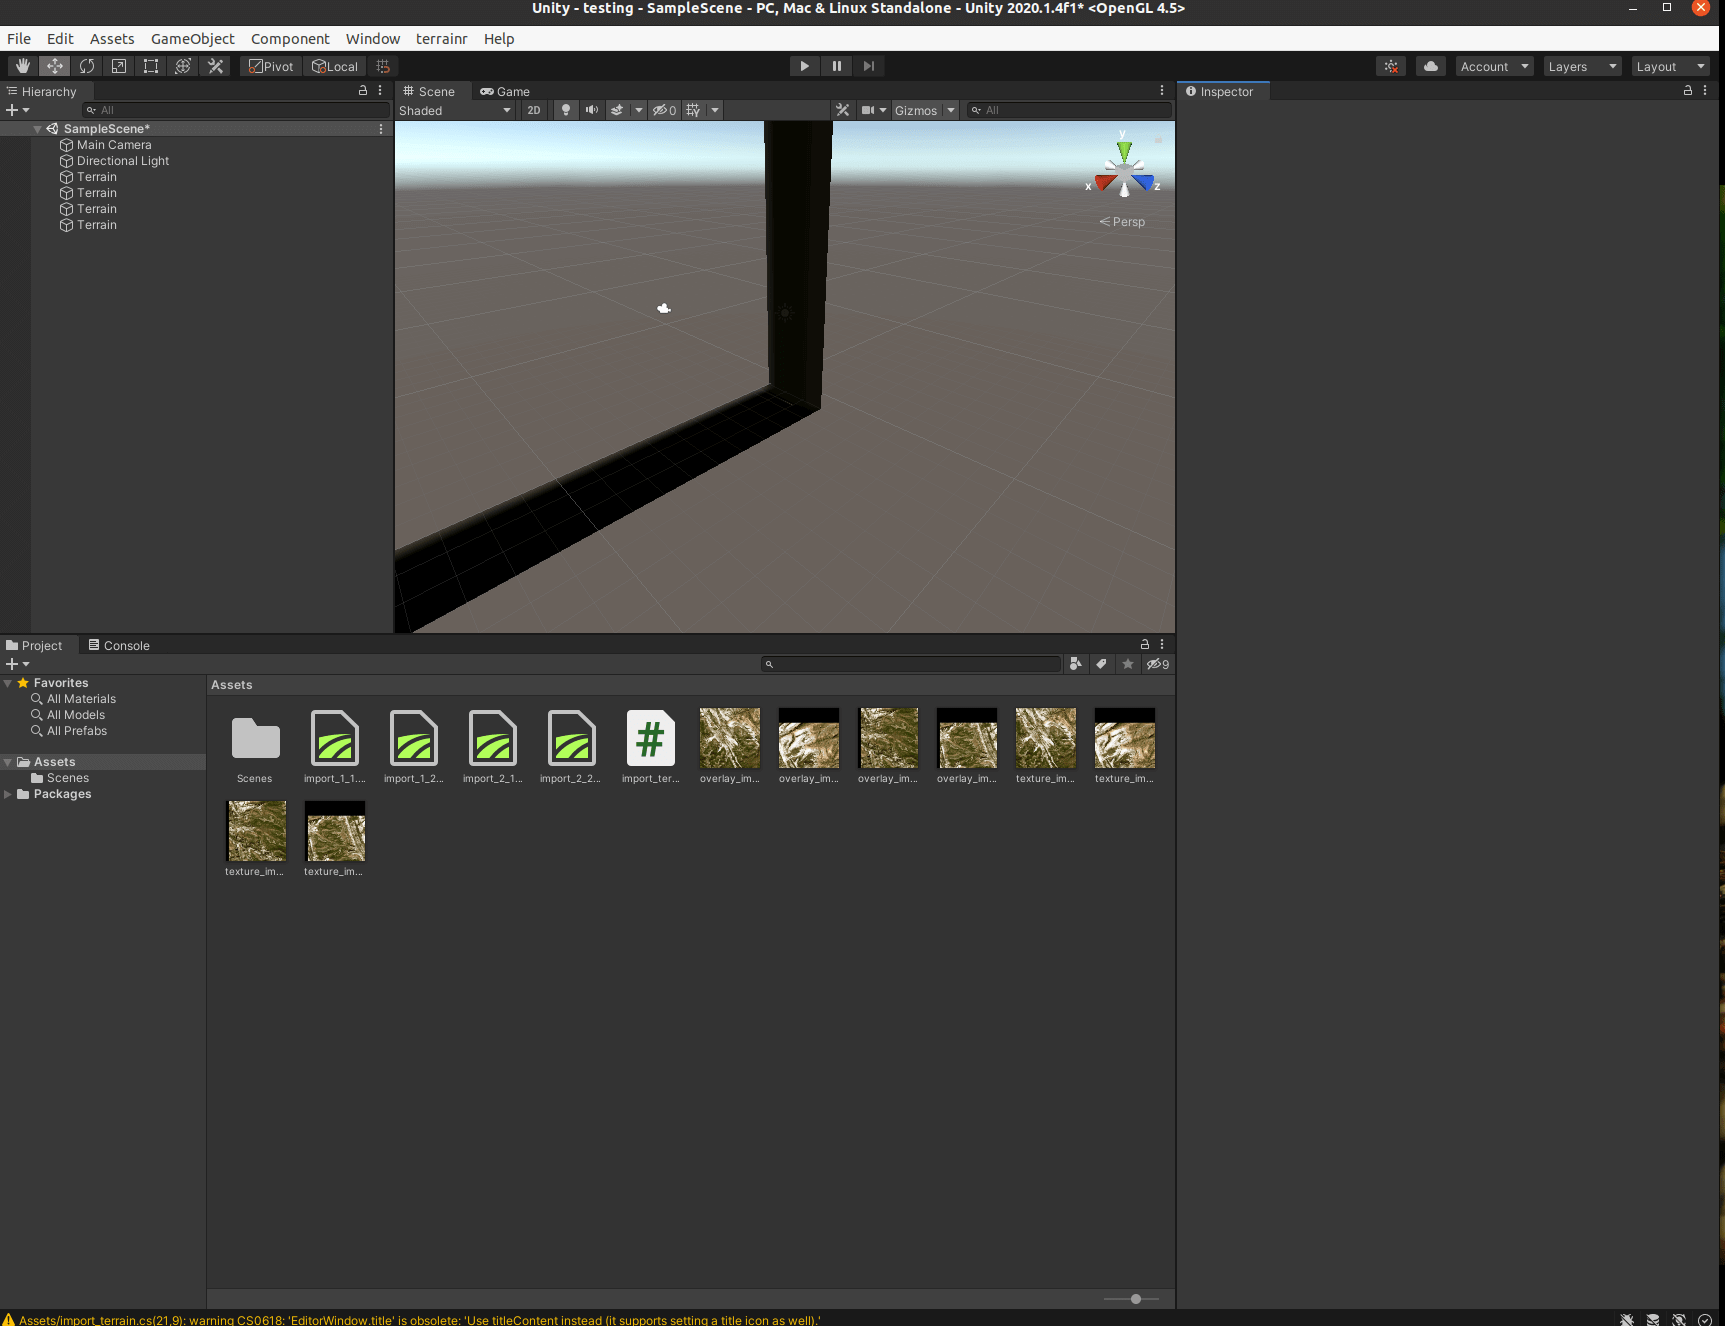 Unity - testing - SampleScene - PC, Mac & Linux Standalone - Unity 2020.1.4f1* <OpenGL 4.5>
File Edit Assets GameObject Component Window terrainr Help
Pivot Local Account Layers Layout
Hierarchy
All
SampleScene*
Main Camera
Directional Light
Terrain
Terrain
Terrain
Terrain
Scene Game
Shaded 2D 0 Gizmos All
y
x z
Persp
Inspector
Project Console
9
Favorites
All Materials
All Models
All Prefabs
Assets
Scenes
Packages
Assets
Scenes import_1_1.... import_1_2... import_2_1... import_2_2... import_ter... overlay_im... overlay_im... overlay_im... overlay_im... texture_im... texture_im...
texture_im... texture_im...
Assets/import_terrain.cs(21,9): warning CS0618: 'EditorWindow.title' is obsolete: 'Use titleContent instead (it supports setting a title icon as well).'